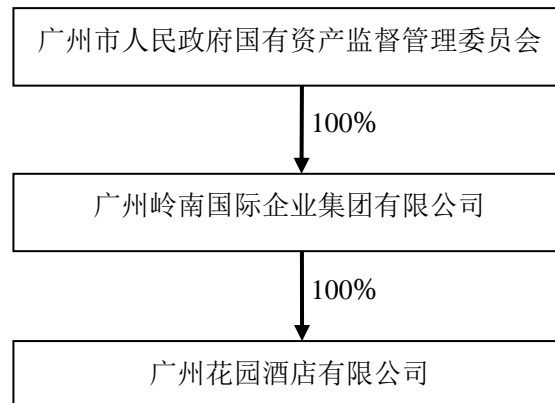 广州市人民政府国有资产监督管理委员会
100%
广州岭南国际企业集团有限公司
100%
广州花园酒店有限公司